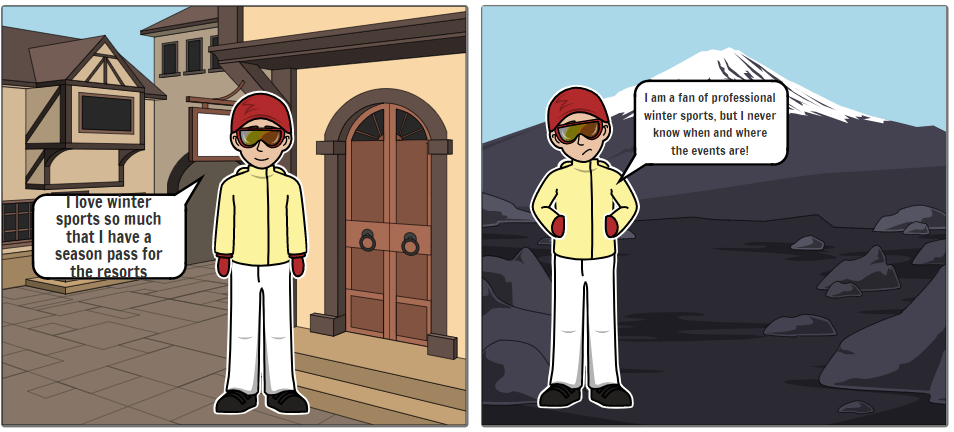 I love winter
sports so much
that I have a
season pass for
the resorts
I am a fan of professional
winter sports, but I never
know when and where
the events are!